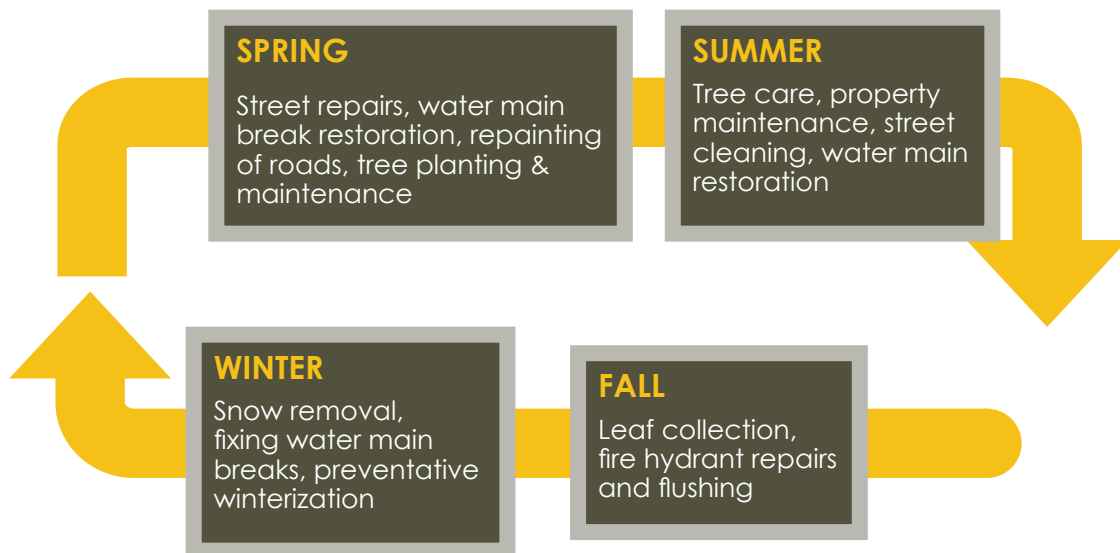 SPRING
Street repairs, water main
break restoration, repainting
of roads, tree planting &
maintenance
SUMMER
Tree care, property
maintenance, street
cleaning, water main
restoration
WINTER
Snow removal,
fixing water main
breaks, preventative
winterization
FALL
Leaf collection,
fire hydrant repairs
and flushing